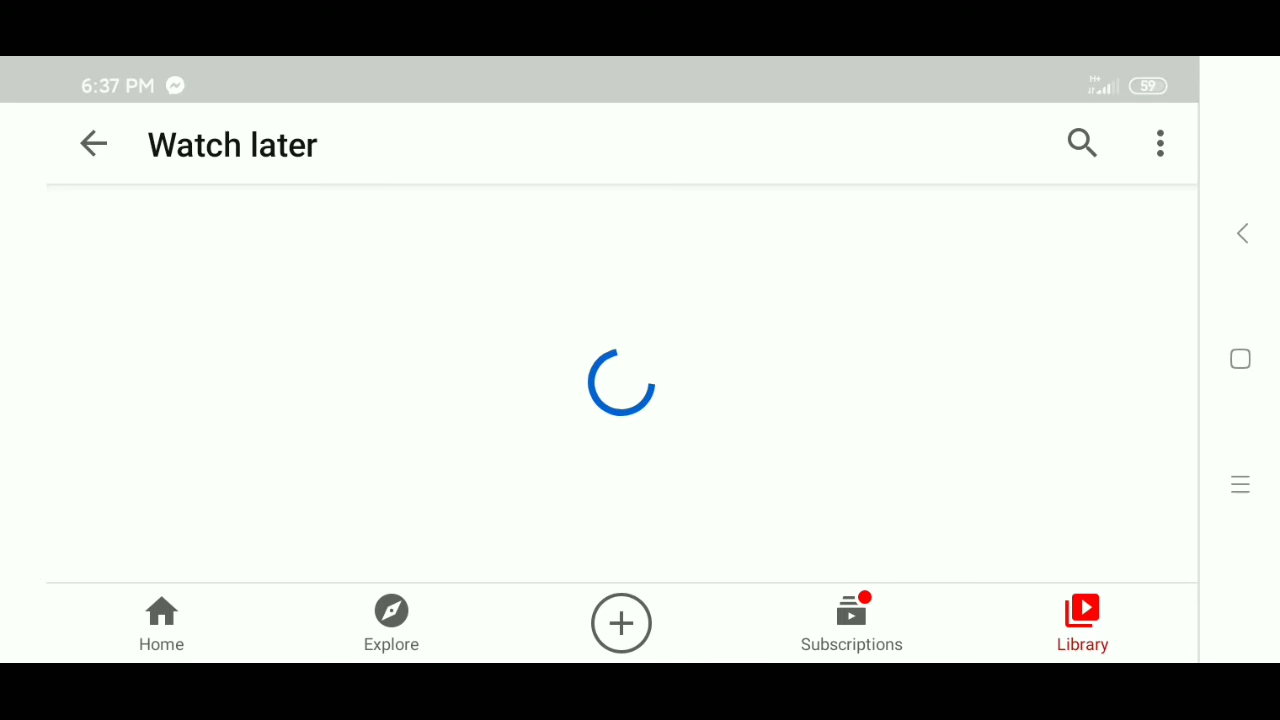 6:37 PM
H+
59
Watch later
Home
Explore
Subscriptions
Library